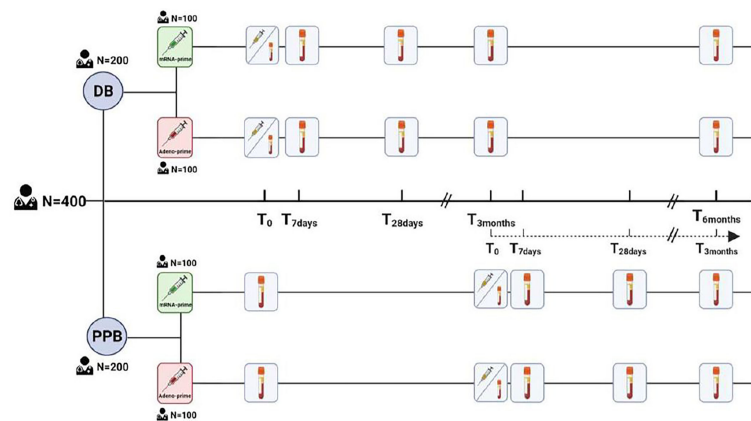 N=100
mRNA-prime
N=200
DB
Adeno-prime
N=100
N=400
T0 T7days T28days T3months T6months
T0 T7days T28days T3months
N=100
mRNA-prime
PPB
N=200
Adeno-prime
N=100